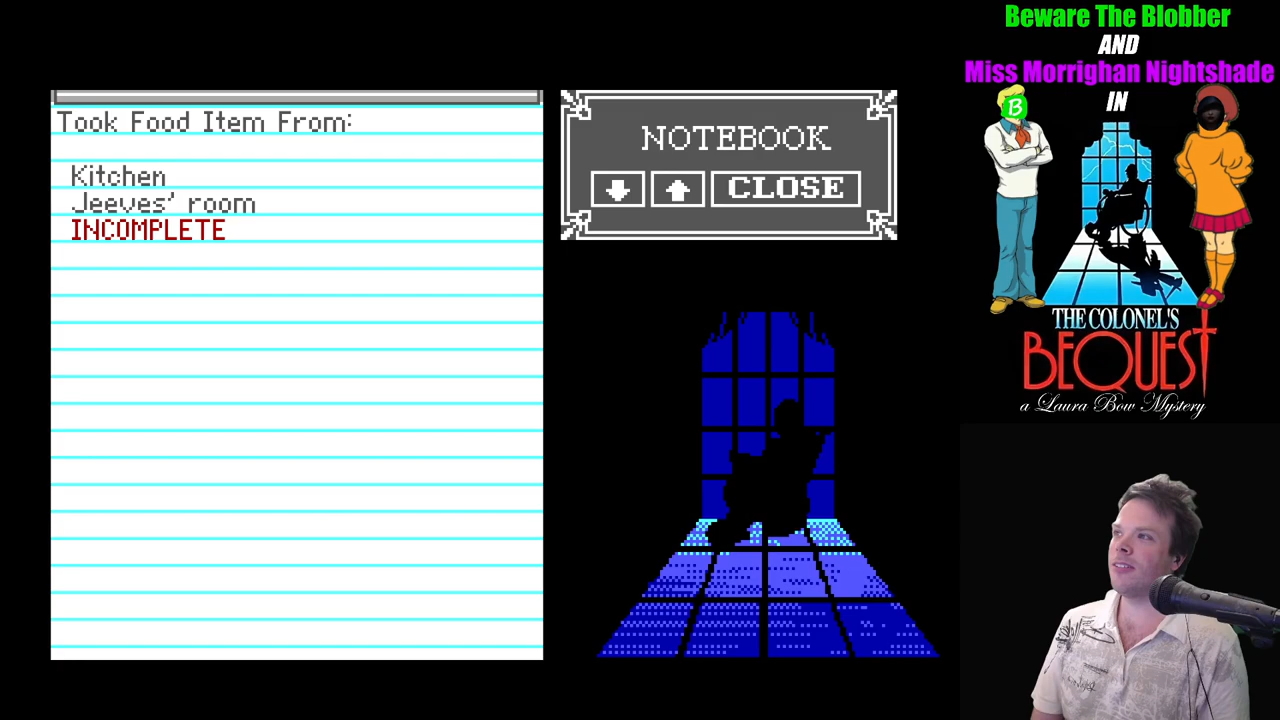 Took Food Item From:
Kitchen
Jeeves' room
INCOMPLETE
NOTEBOOK
CLOSE
Beware The Blobber
AND
Miss Morrighan Nightshade
IN
B
THE COLONEL'S
BEQUEST
a Laura Bow Mystery